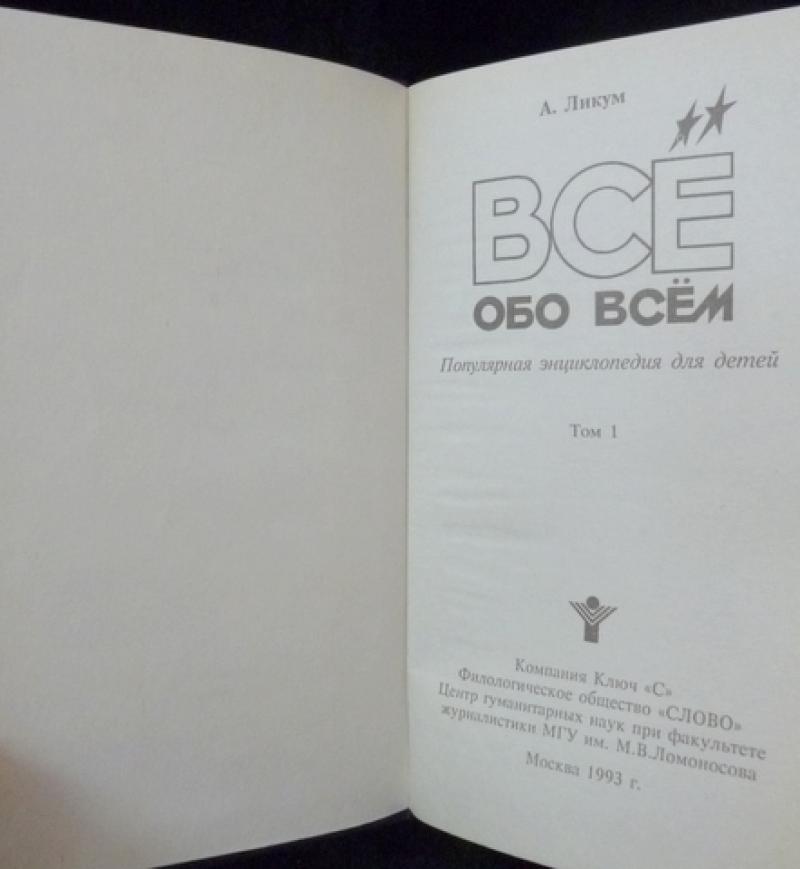 А. Ликум
ВСЁ
ОБО ВСЁМ
Популярная энциклопедия для детей
Том 1
Компания Ключ «С»
Филологическое общество «СЛОВО»
Центр гуманитарных наук при факультете
журналистики МГУ им. М.В.Ломоносова
Москва 1993 г.